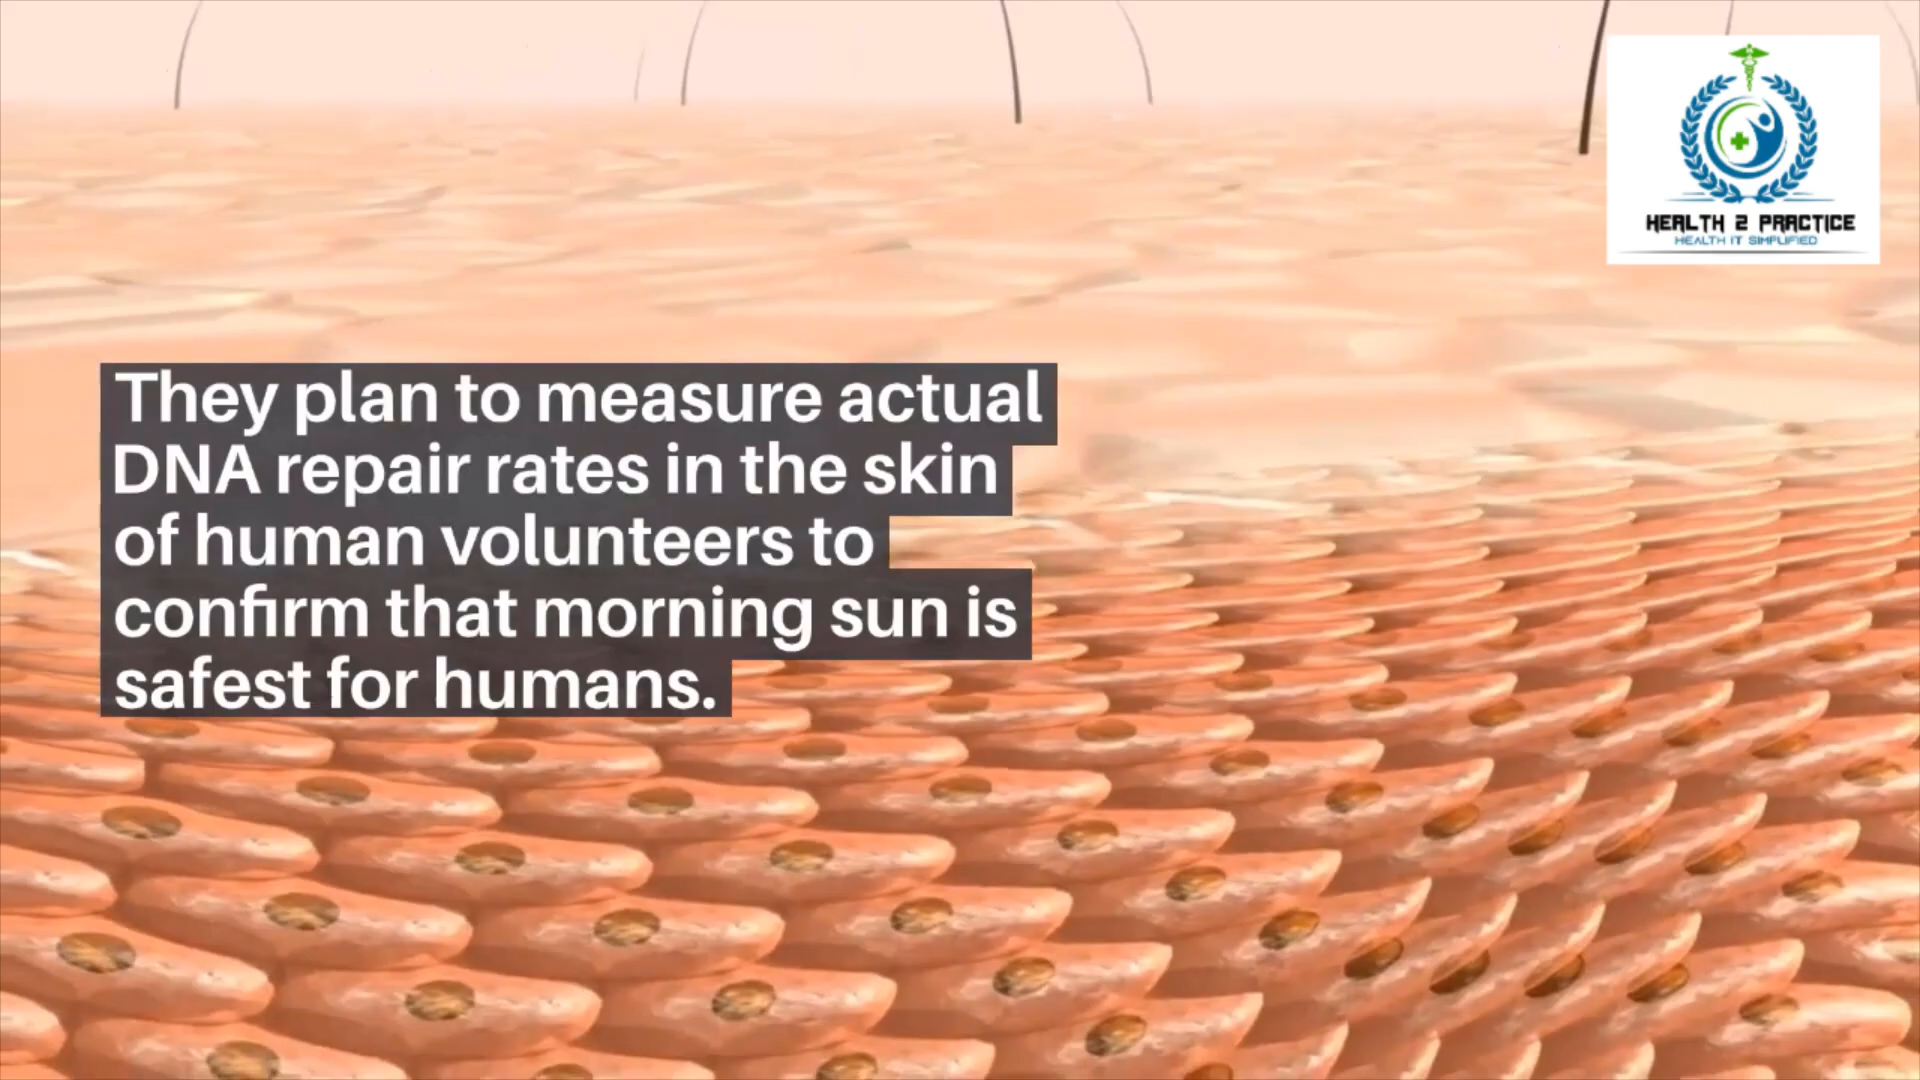 HEALTH 2 PRACTICE
HEALTH IT SIMPLIFIED
They plan to measure actual
DNA repair rates in the skin
of human volunteers to
confirm that morning sun is
safest for humans.